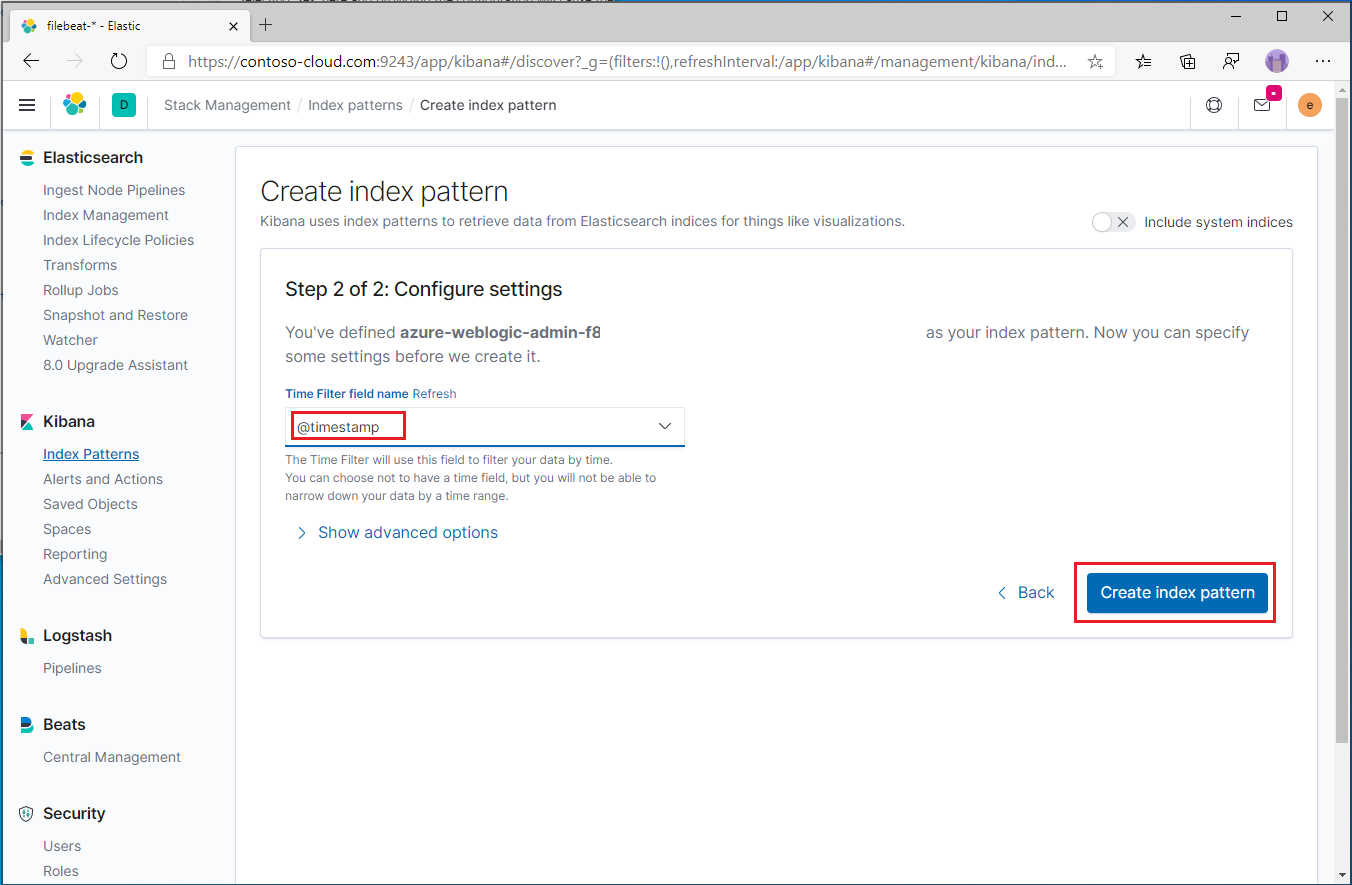 filebeat-* - Elastic
https://contoso-cloud.com:9243/app/kibana#/discover?_g=(filters:!(),refreshInterval:/app/kibana#/management/kibana/ind...
D
Stack Management / Index patterns / Create index pattern
e
Elasticsearch
Ingest Node Pipelines
Index Management
Index Lifecycle Policies
Transforms
Rollup Jobs
Snapshot and Restore
Watcher
8.0 Upgrade Assistant
Kibana
Index Patterns
Alerts and Actions
Saved Objects
Spaces
Reporting
Advanced Settings
Logstash
Pipelines
Beats
Central Management
Security
Users
Roles
Create index pattern
Kibana uses index patterns to retrieve data from Elasticsearch indices for things like visualizations.
Include system indices
Step 2 of 2: Configure settings
You've defined azure-weblogic-admin-f8 as your index pattern. Now you can specify
some settings before we create it.
Time Filter field name Refresh
@timestamp
The Time Filter will use this field to filter your data by time.
You can choose not to have a time field, but you will not be able to
narrow down your data by a time range.
Show advanced options
Back
Create index pattern